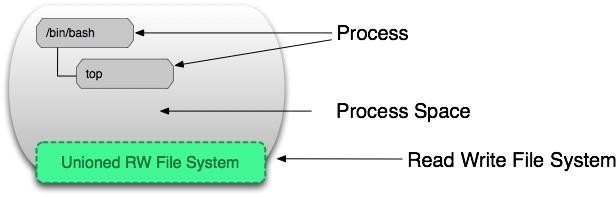 /bin/bash
Process
top
Process Space
Unioned RW File System
Read Write File System